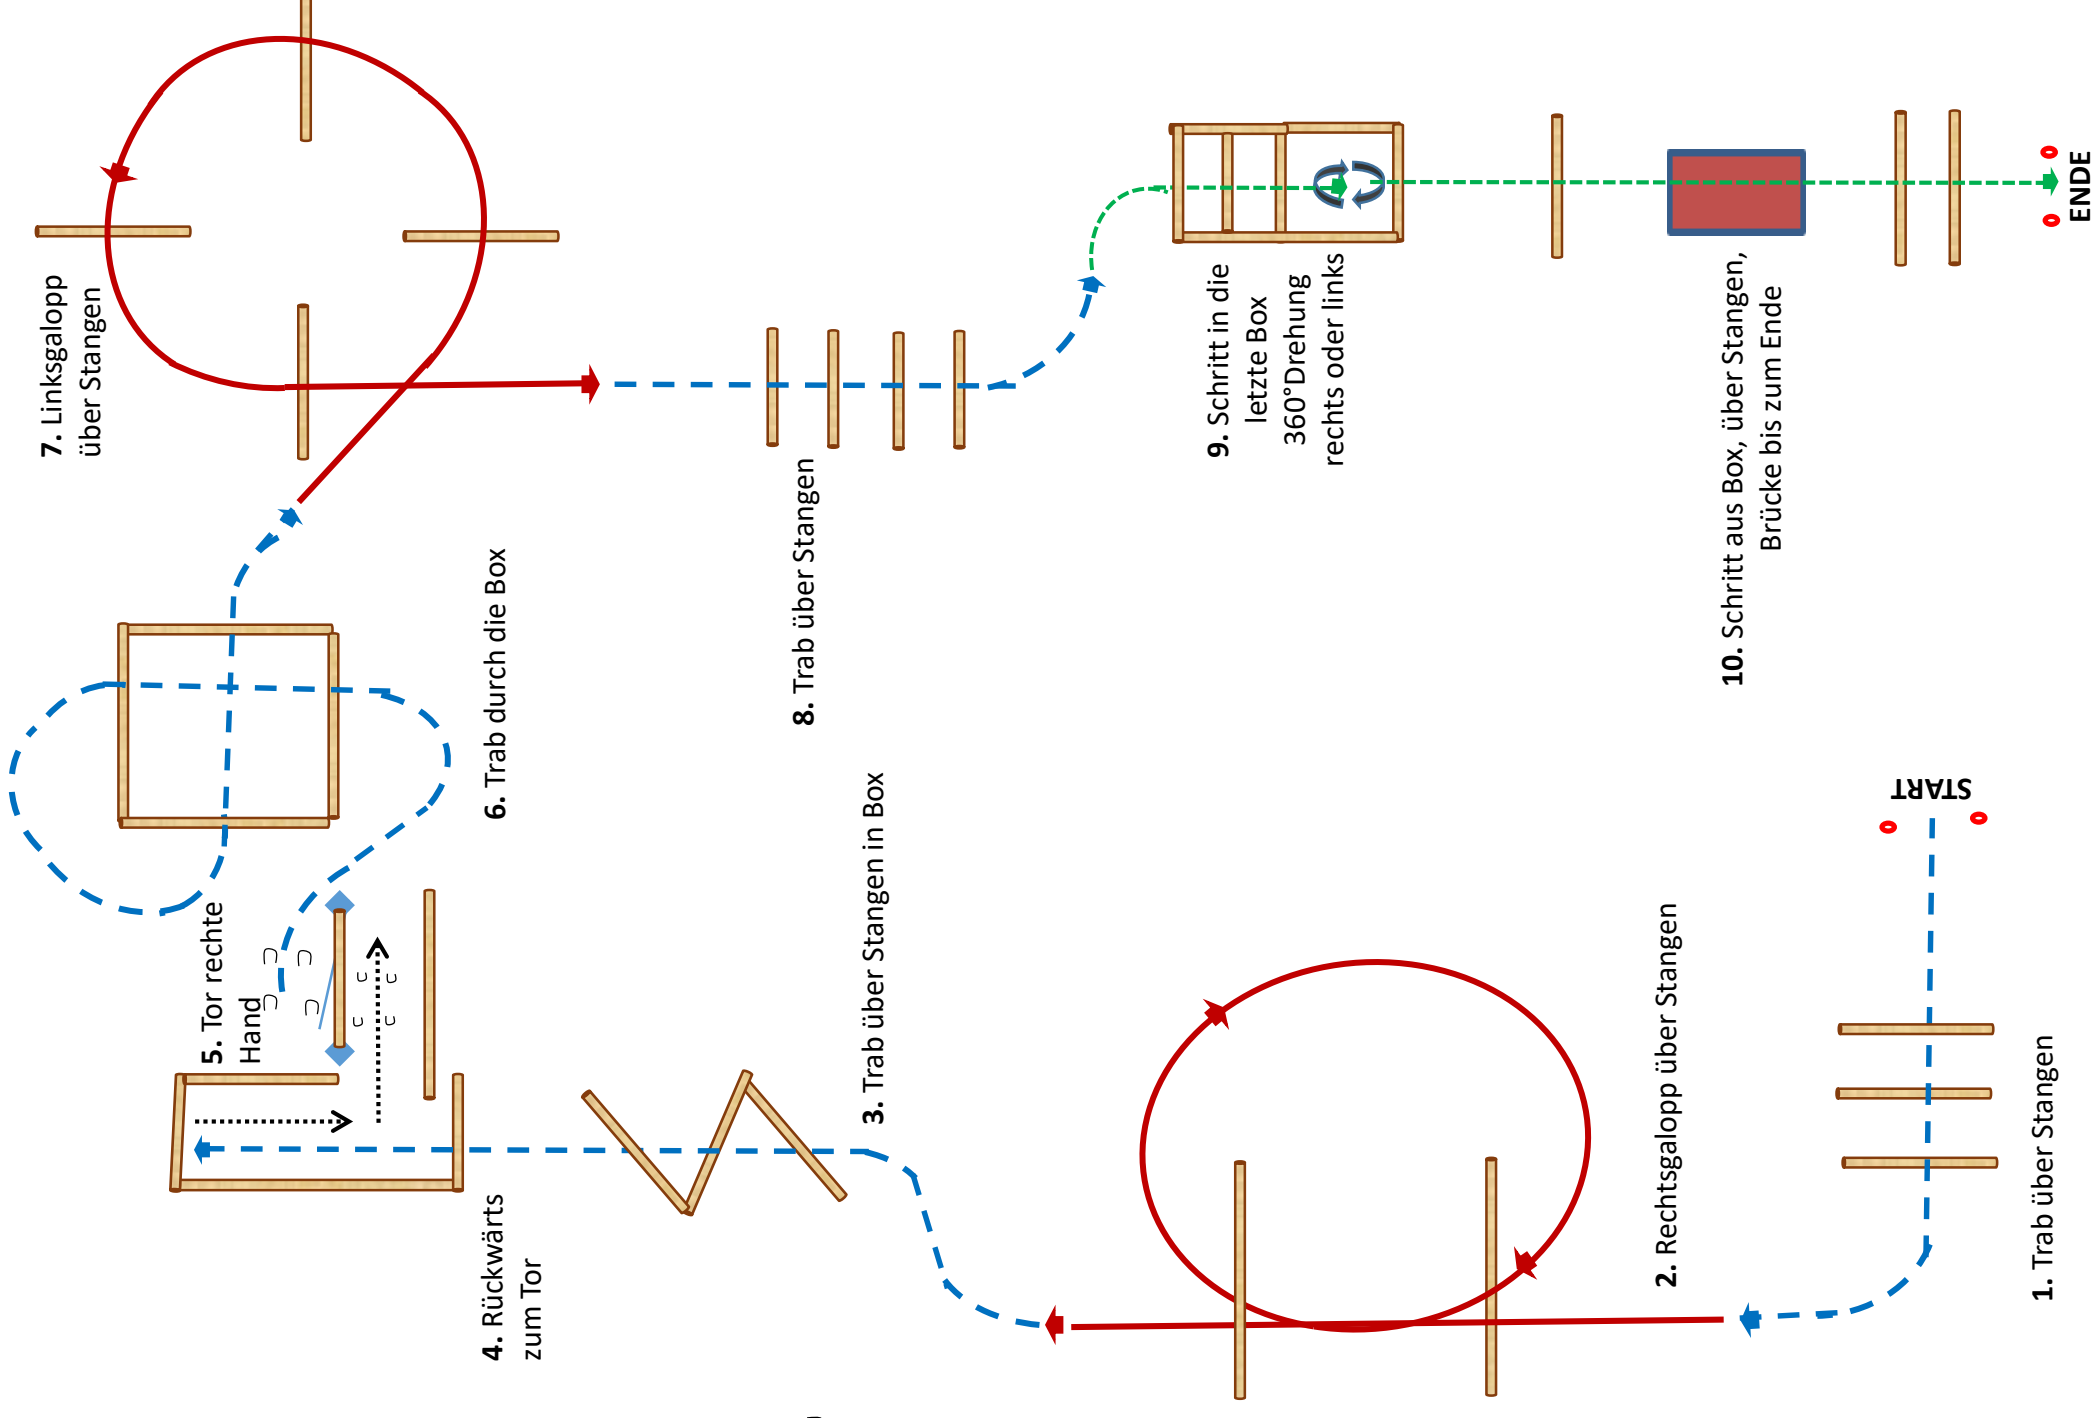 START
1. Trab über Stangen
2. Rechtsgalopp über Stangen
3. Trab über Stangen in Box
4. Rückwärts
zum Tor
5. Tor rechte
Hand
6. Trab durch die Box
7. Linksgalopp
über Stangen
8. Trab über Stangen
9. Schritt in die
letzte Box
360°Drehung
rechts oder links
10. Schritt aus Box, über Stangen,
Brücke bis zum Ende
ENDE